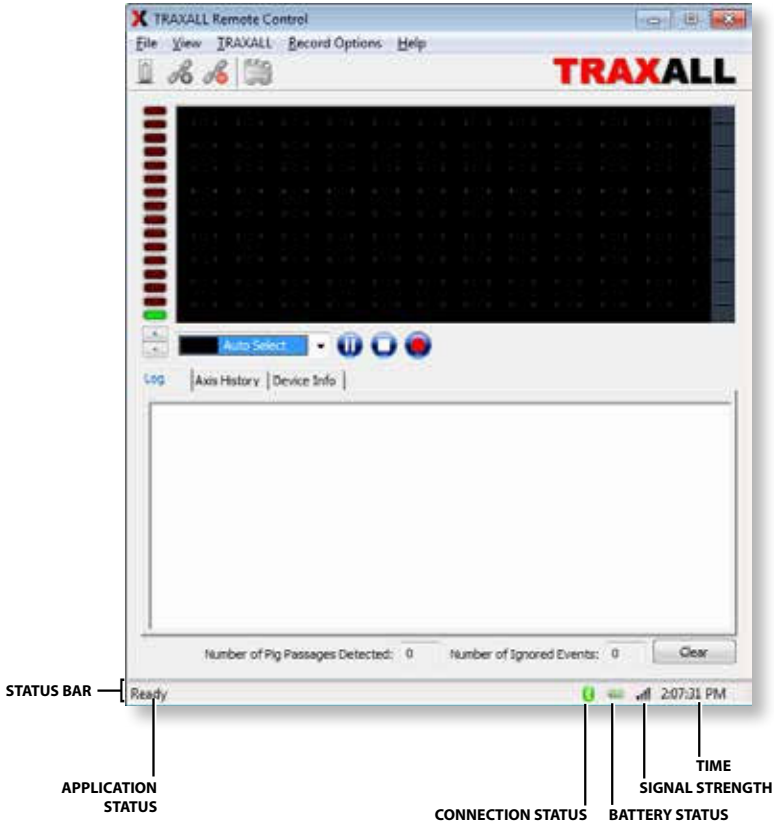 TRAXALL Remote Control
File View TRAXALL Record Options Help
TRAXALL
Auto Select
Log Axis History Device Info
Number of Pig Passages Detected: 0 Number of Ignored Events: 0 Clear
STATUS BAR
Ready 2:07:31 PM
TIME
APPLICATION STATUS
SIGNAL STRENGTH
CONNECTION STATUS
BATTERY STATUS